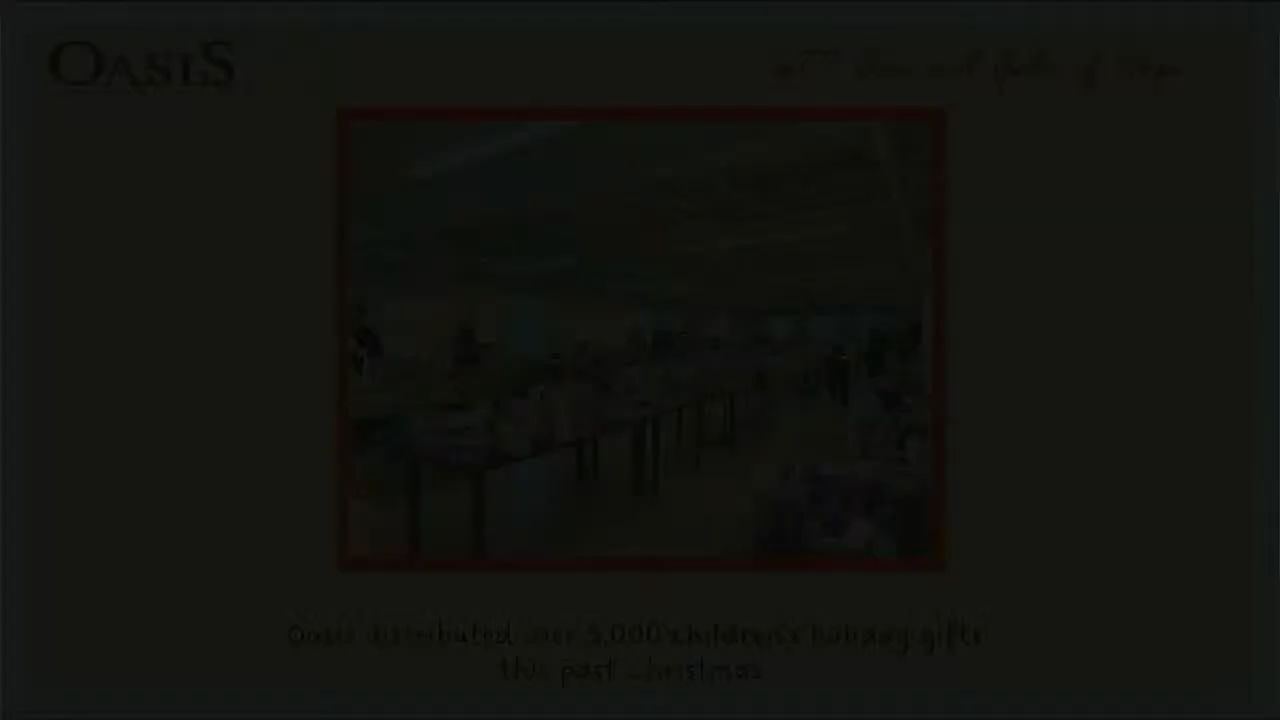 OASIS
Oasis distributed over 5,000 children's holiday gifts
this past Christmas